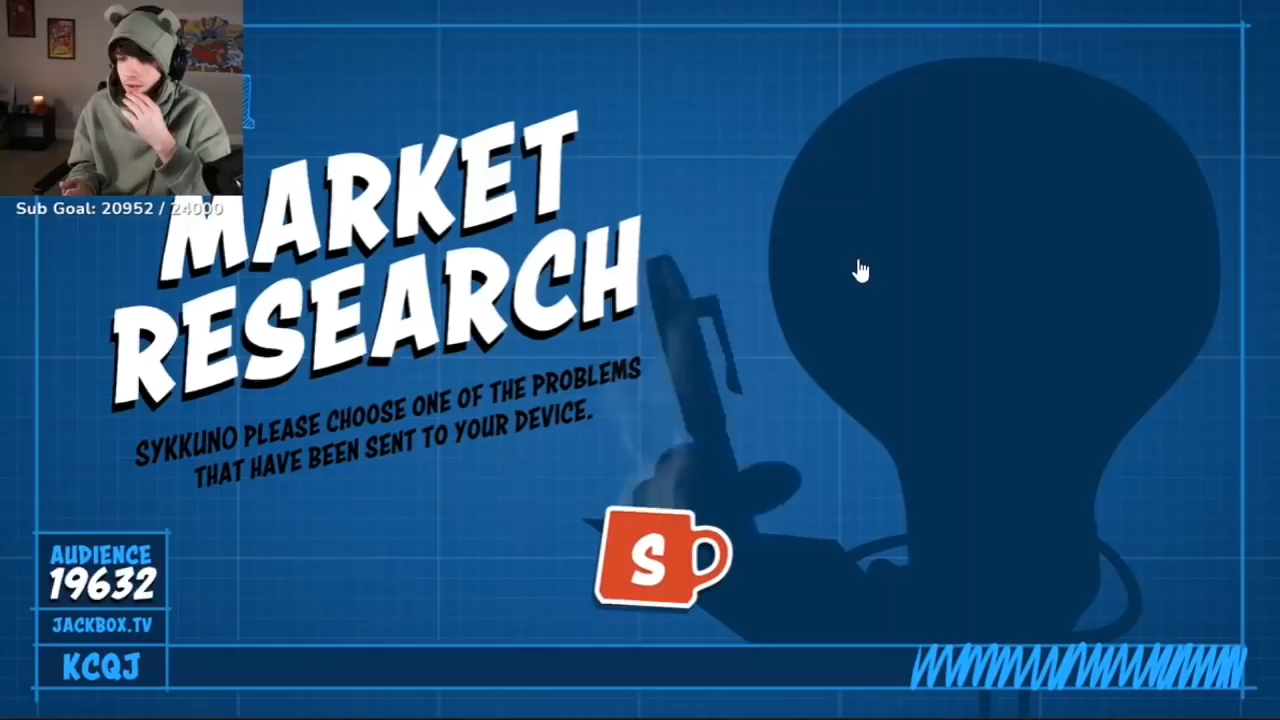 Sub Goal: 20952 / 24000
MARKET
RESEARCH
SYKKUNO PLEASE CHOOSE ONE OF THE PROBLEMS
THAT HAVE BEEN SENT TO YOUR DEVICE.
S
AUDIENCE
19632
JACKBOX.TV
KCQJ